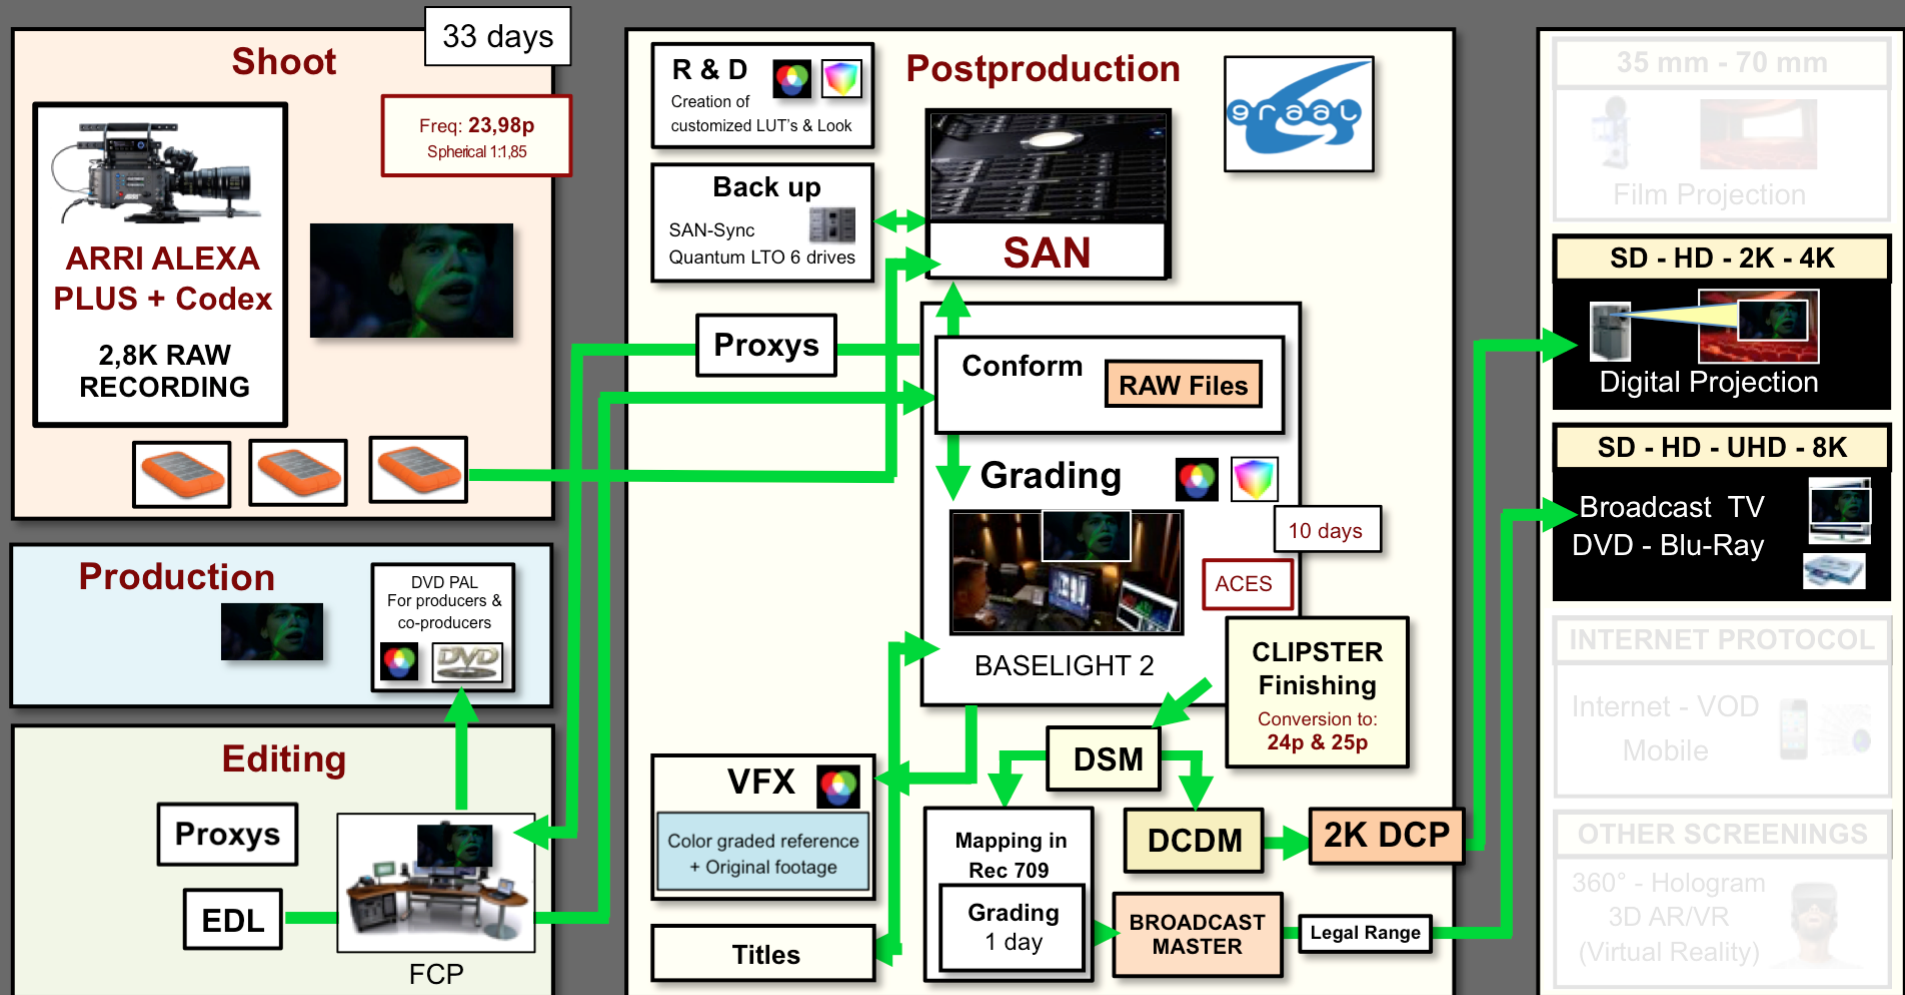 33 days
Shoot
Freq: 23,98p
Spherical 1:1,85
ARRI ALEXA
PLUS + Codex
2,8K RAW
RECORDING
Production
DVD PAL
For producers &
co-producers
DVD
Editing
Proxys
EDL
FCP
R & D
Creation of
customized LUT's & Look
Postproduction
graal
Back up
SAN-Sync
Quantum LTO 6 drives
SAN
Proxys
Conform
RAW Files
Grading
10 days
ACES
BASELIGHT 2
CLIPSTER
Finishing
Conversion to:
24p & 25p
DSM
VFX
Color graded reference
+ Original footage
Titles
Mapping in
Rec 709
Grading
1 day
DCDM
2K DCP
BROADCAST
MASTER
Legal Range
35 mm - 70 mm
Film Projection
SD - HD - 2K - 4K
Digital Projection
SD - HD - UHD - 8K
Broadcast TV
DVD - Blu-Ray
INTERNET PROTOCOL
Internet - VOD
Mobile
OTHER SCREENINGS
360° - Hologram
3D AR/VR
(Virtual Reality)